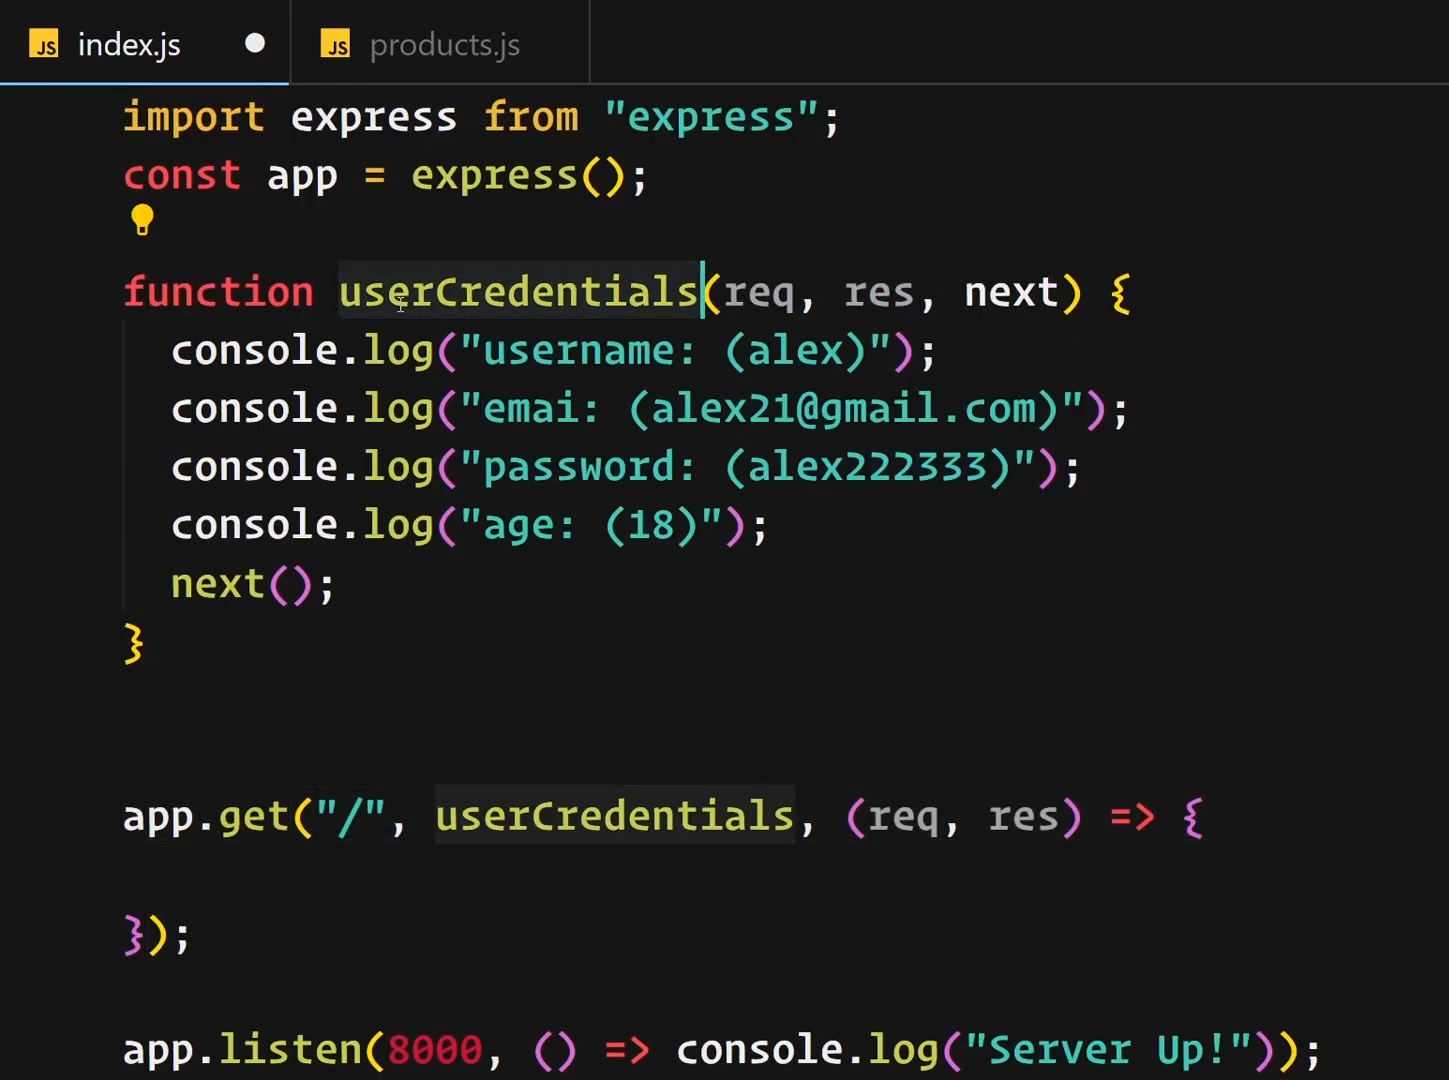 JS index.js JS products.js
import express from "express";
const app = express();
function userCredentials(req, res, next) {
console.log("username: (alex)");
console.log("emai: (alex21@gmail.com)");
console.log("password: (alex222333)");
console.log("age: (18)");
next();
}
app.get("/", userCredentials, (req, res) => {
});
app.listen(8000, () => console.log("Server Up!"));